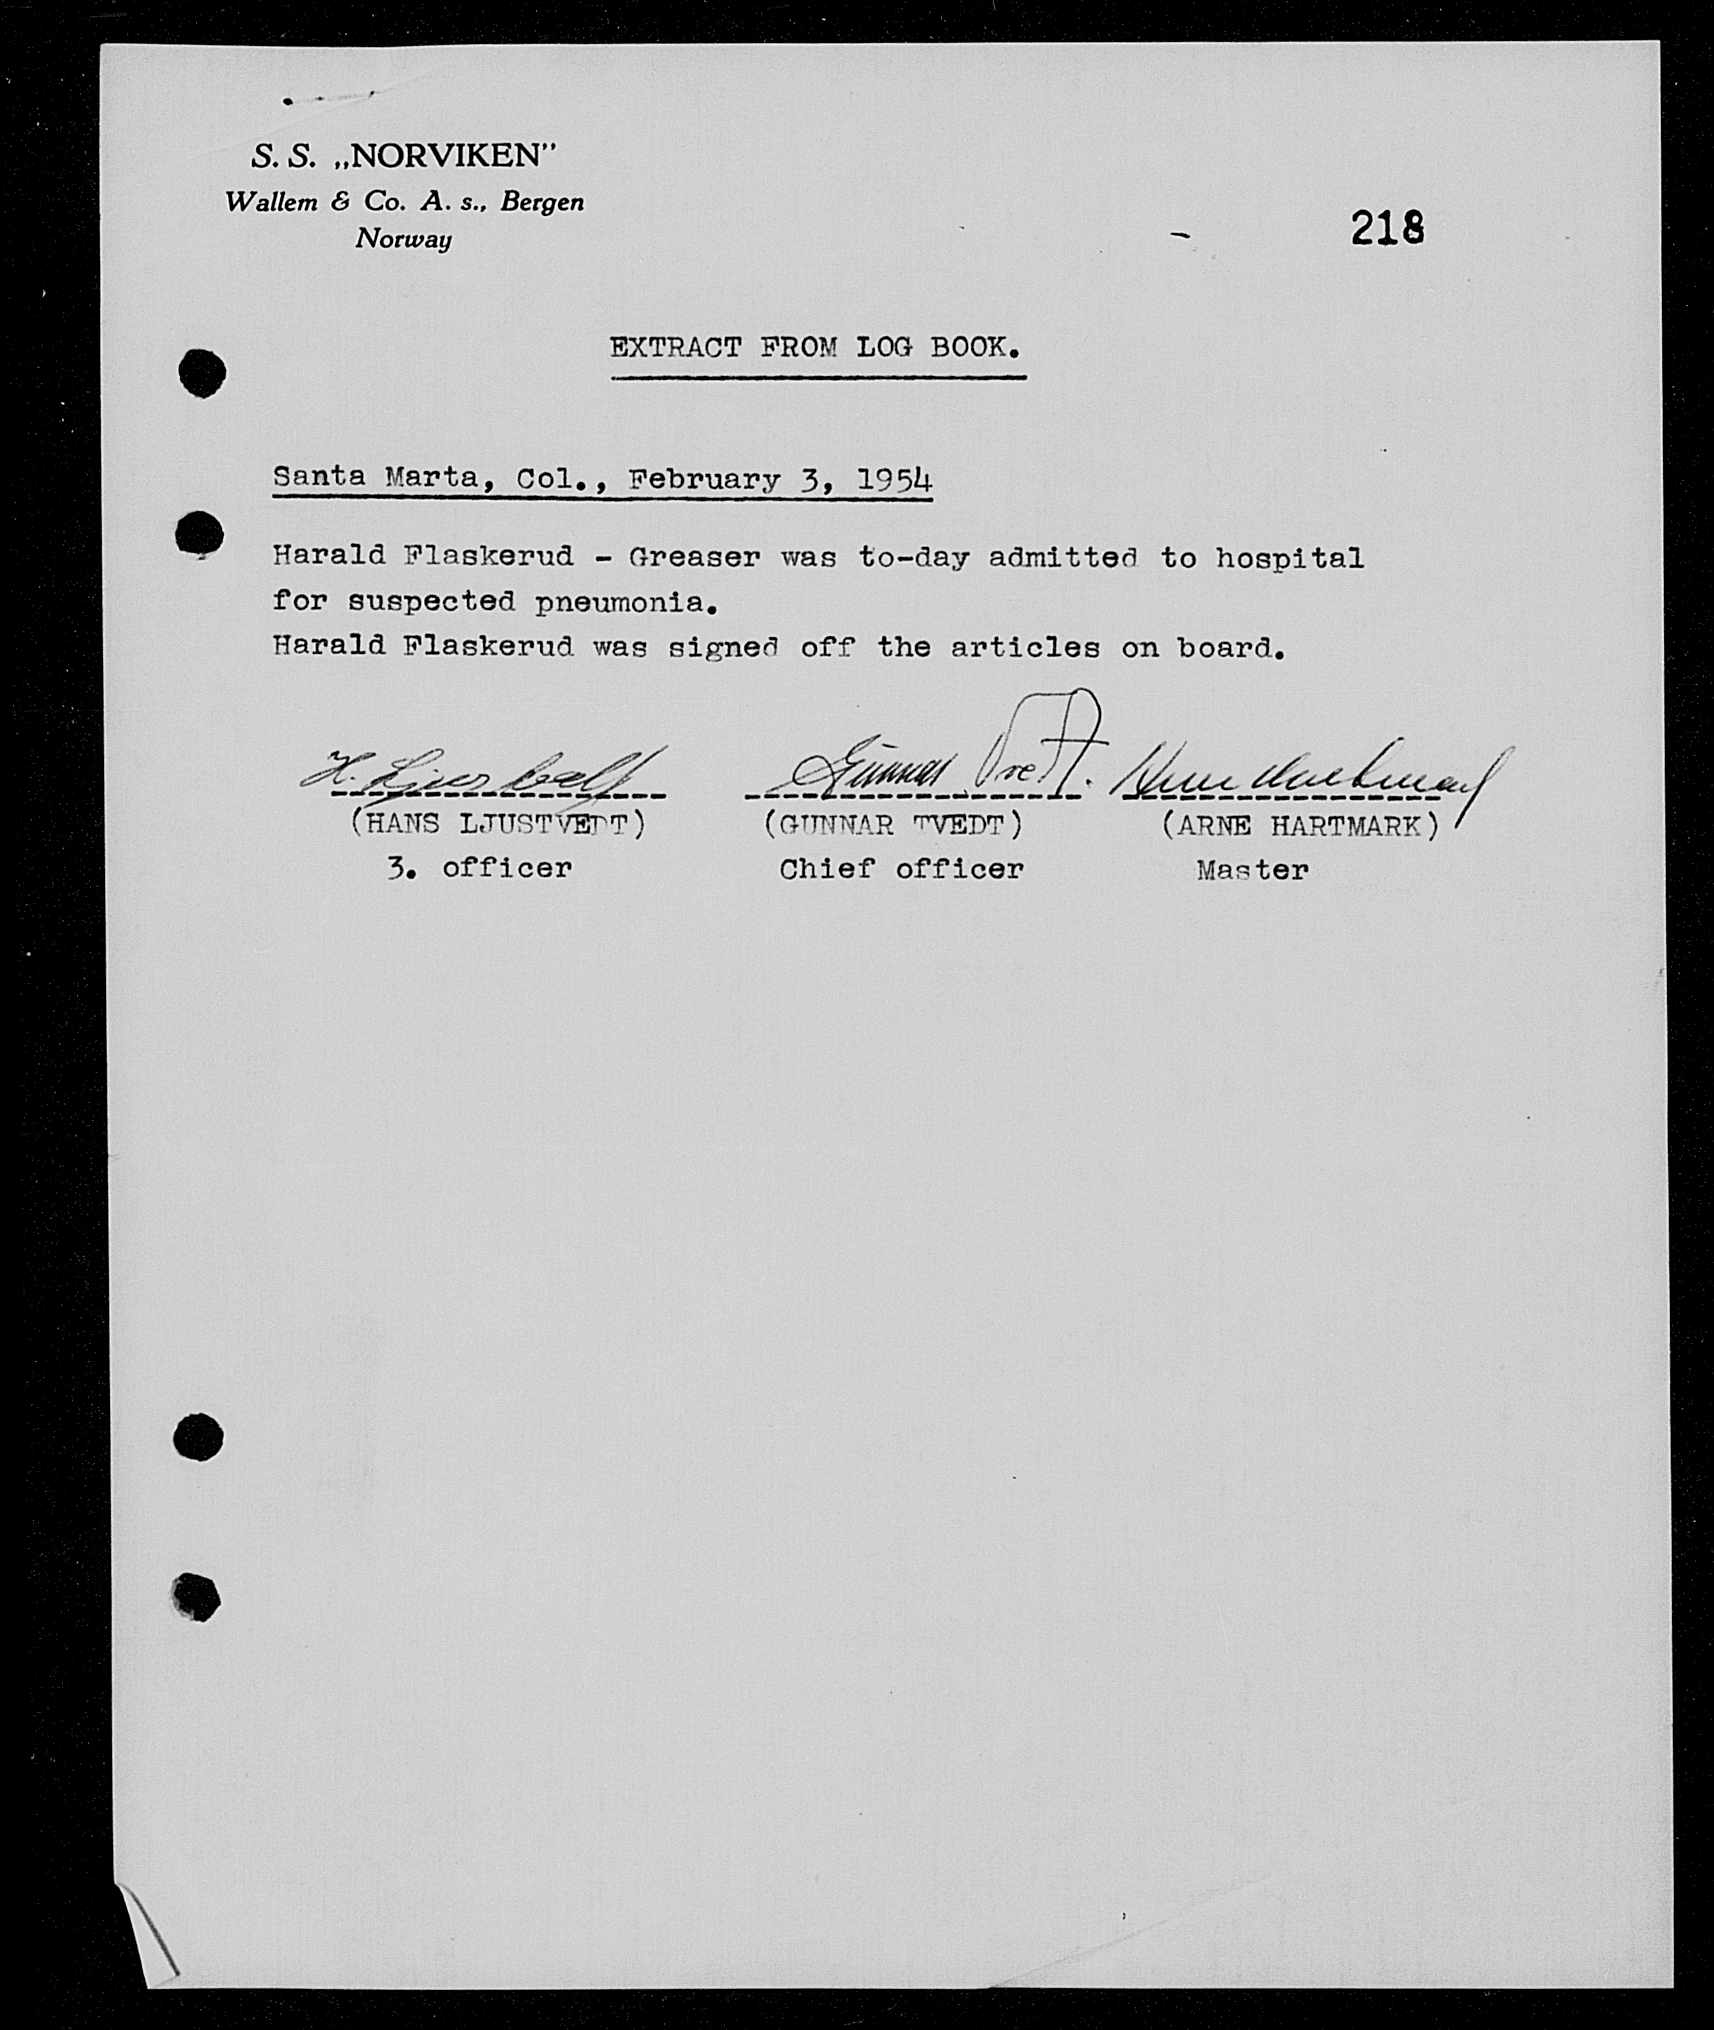 S. S. „NORVIKEN”
Wallem & Co. A. s., Bergen
Norway
- 218
EXTRACT FROM LOG BOOK.
Santa Marta, Col., February 3, 1954
Harald Flaskerud - Greaser was to-day admitted to hospital
for suspected pneumonia.
Harald Flaskerud was signed off the articles on board.
Gunnar Tvedt.
(HANS LJUSTVEDT) (GUNNAR TVEDT) (ARNE HARTMARK)
3. officer Chief officer Master